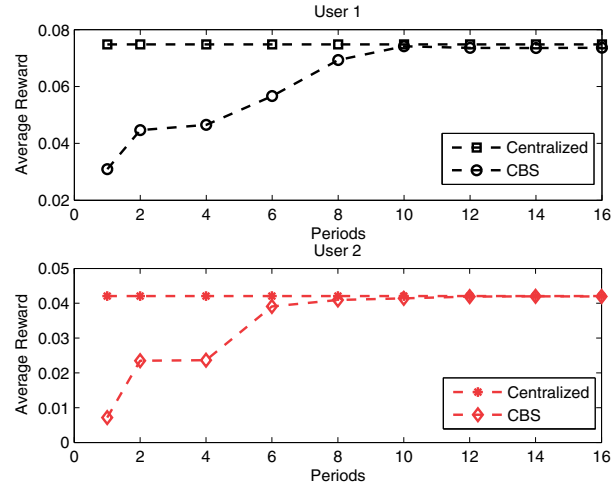 User 1
0.08
0.06
0.04
0.02
Average Reward
0 2 4 6 8 10 12 14 16
Periods
Centralized
CBS
User 2
0.05
0.04
0.03
0.02
0.01
0
Average Reward
0 2 4 6 8 10 12 14 16
Periods
Centralized
CBS